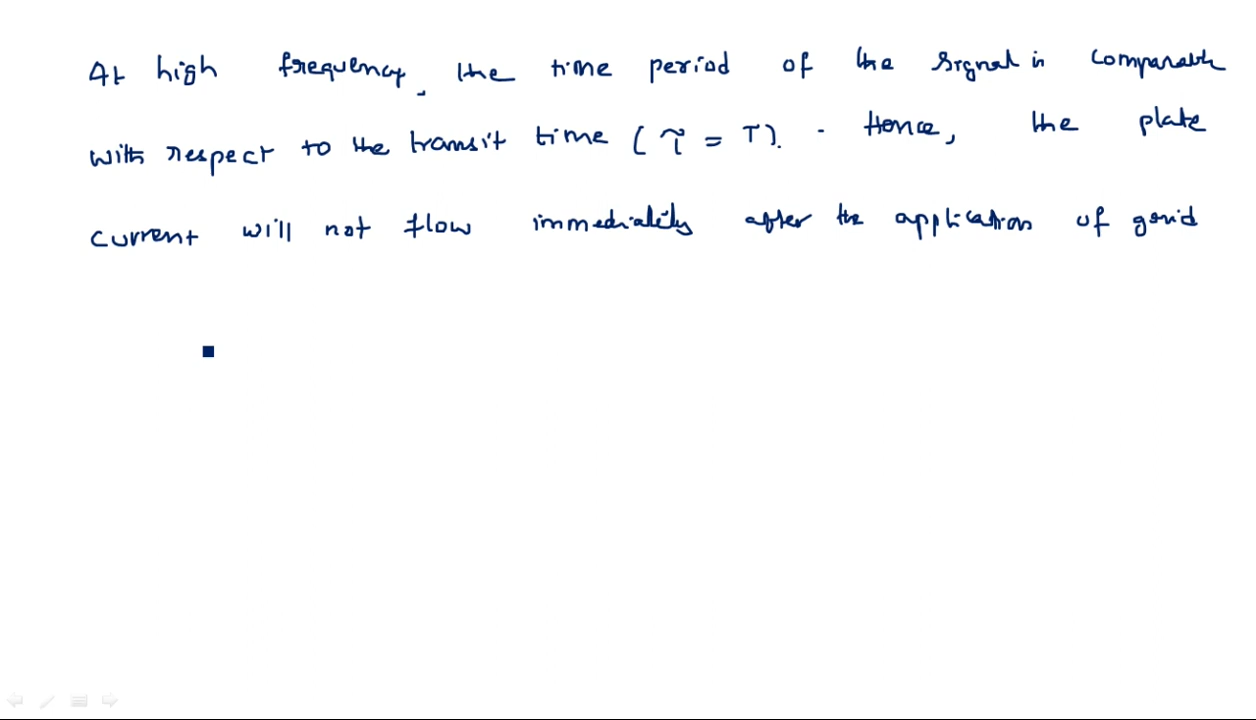 At high frequency, the time period of the signal is comparable
with respect to the transit time ( τ = T). . Hence, the plate
current will not flow immediately after the application of grid